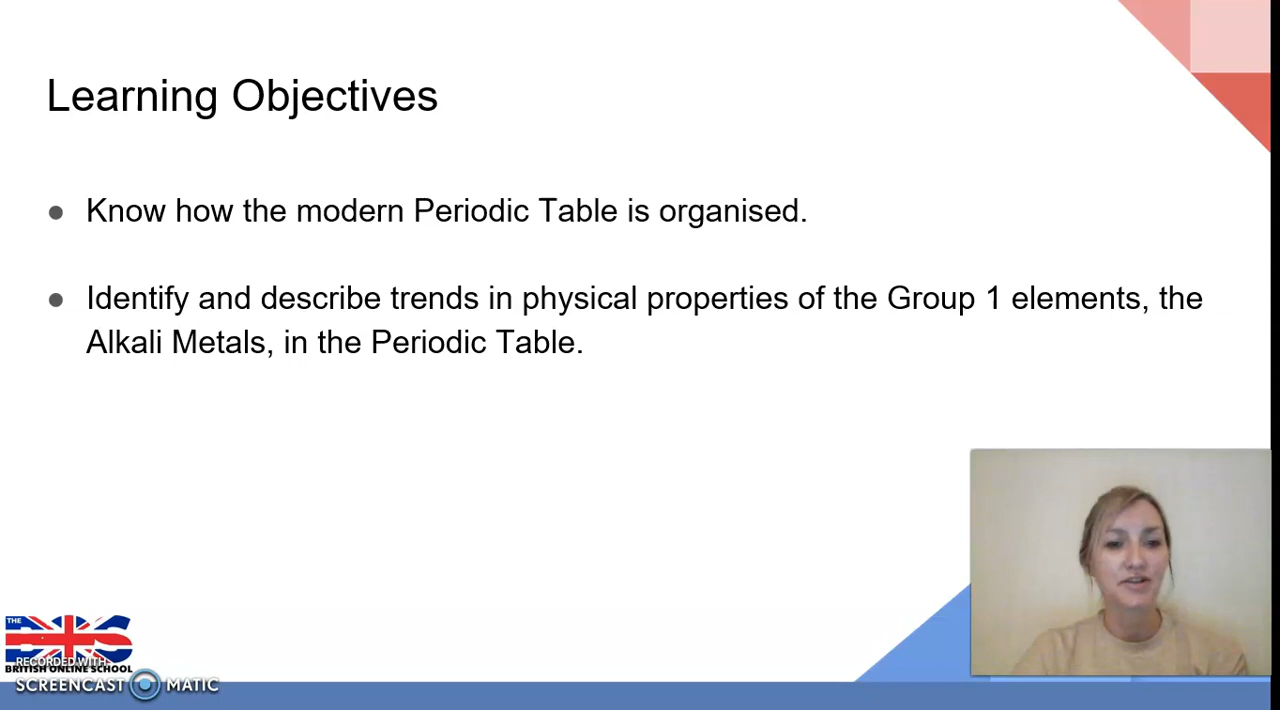 Learning Objectives
● Know how the modern Periodic Table is organised.
● Identify and describe trends in physical properties of the Group 1 elements, the
Alkali Metals, in the Periodic Table.
THE
BOS
RECORDED WITH
BRITISH ONLINE SCHOOL
SCREENCAST MATIC